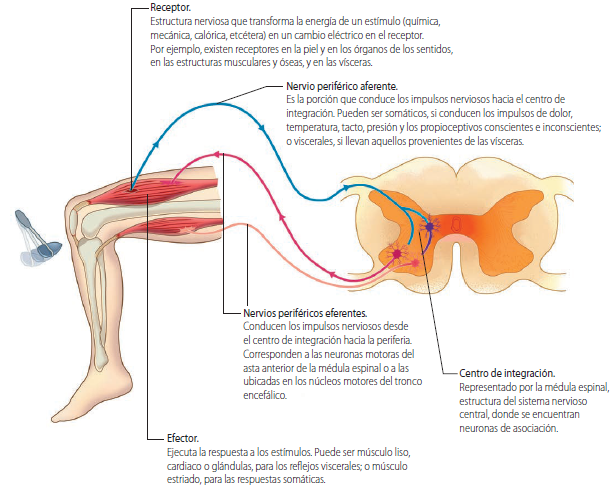 Receptor.
Estructura nerviosa que transforma la energía de un estímulo (química,
mecánica, calórica, etcétera) en un cambio eléctrico en el receptor.
Por ejemplo, existen receptores en la piel y en los órganos de los sentidos,
en las estructuras musculares y óseas, y en las vísceras.
Nervio periférico aferente.
Es la porción que conduce los impulsos nerviosos hacia el centro de
integración. Pueden ser somáticos, si conducen los impulsos de dolor,
temperatura, tacto, presión y los propioceptivos conscientes e inconscientes;
o viscerales, si llevan aquellos provenientes de las vísceras.
Nervios periféricos eferentes.
Conducen los impulsos nerviosos desde
el centro de integración hacia la periferia.
Corresponden a las neuronas motoras del
asta anterior de la médula espinal o a las
ubicadas en los núcleos motores del tronco
encefálico.
Centro de integración.
Representado por la médula espinal,
estructura del sistema nervioso
central, donde se encuentran
neuronas de asociación.
Efector.
Ejecuta la respuesta a los estímulos. Puede ser músculo liso,
cardiaco o glándulas, para los reflejos viscerales; o músculo
estriado, para las respuestas somáticas.